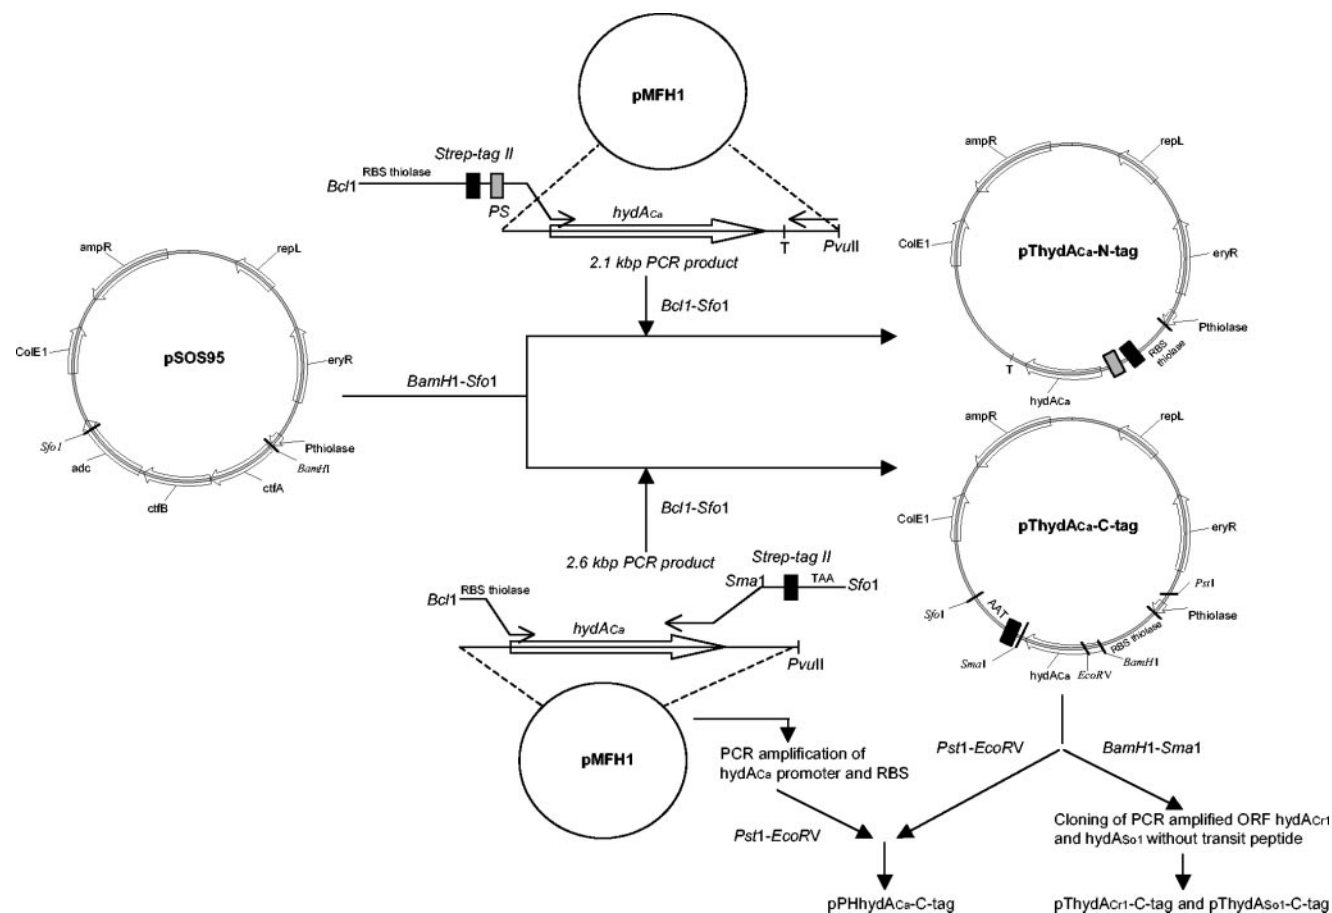 pMFH1
Strep-tag II
RBS thiolase
Bcl1
PS
hydACa
T
PvuII
2.1 kbp PCR product
Bcl1-Sfo1
ampR
repL
ColE1
pSOS95
eryR
Sfo1
adc
ctfB
ctfA
BamH1
Pthiolase
BamH1-Sfo1
ampR
repL
ColE1
pThydACa-N-tag
eryR
Pthiolase
RBS
thiolase
T
hydACa
ampR
repL
ColE1
pThydACa-C-tag
eryR
Pst1
Pthiolase
Sfo1
AAT
RBS thiolase
Sma1
hydACa
EcoRV
BamH1
Bcl1-Sfo1
2.6 kbp PCR product
Strep-tag II
Sma1
TAA
Sfo1
Bcl1
RBS thiolase
hydACa
PvuII
pMFH1
PCR amplification of
hydACa promoter and RBS
Pst1-EcoRV
Pst1-EcoRV
BamH1-Sma1
Cloning of PCR amplified ORF hydACr1
and hydASo1 without transit peptide
pPHhydACa-C-tag
pThydACr1-C-tag and pThydASo1-C-tag